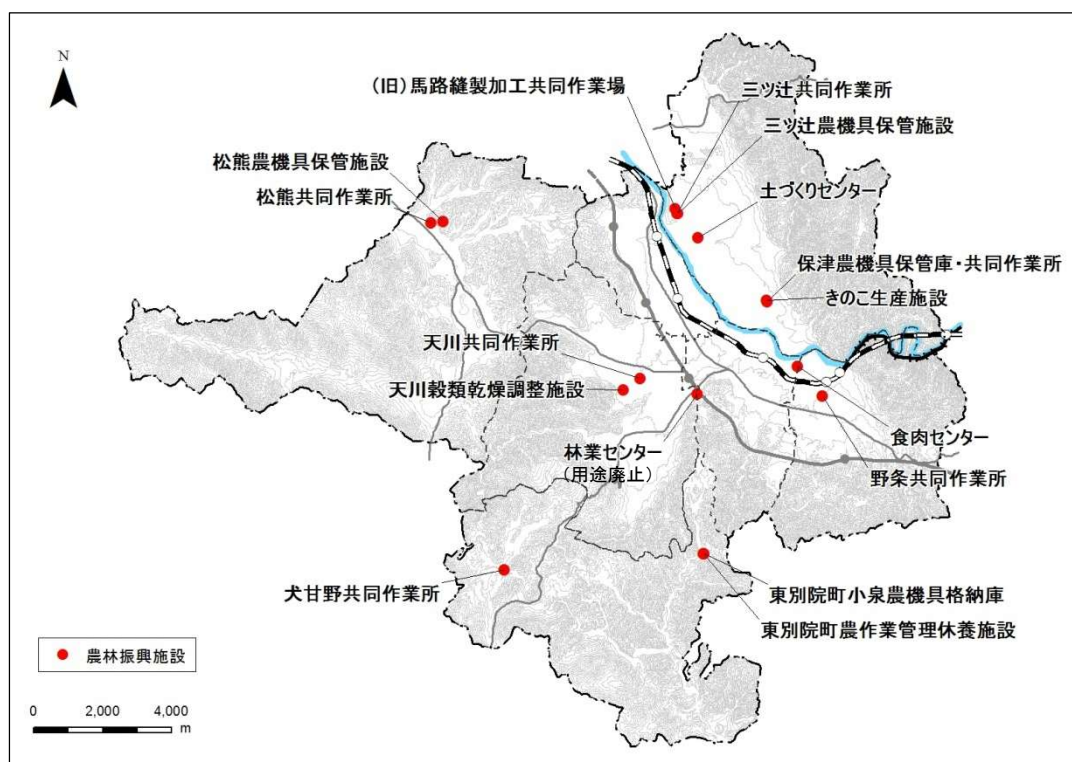 N
(旧)馬路縫製加工共同作業場
三ツ辻共同作業所
三ツ辻農機具保管施設
松熊農機具保管施設
松熊共同作業所
土づくりセンター
保津農機具保管庫・共同作業所
きのこ生産施設
天川共同作業所
天川穀類乾燥調整施設
林業センター
(用途廃止)
食肉センター
野条共同作業所
犬甘野共同作業所
東別院町小泉農機具格納庫
東別院町農作業管理休養施設
農林振興施設
0 2,000 4,000
m